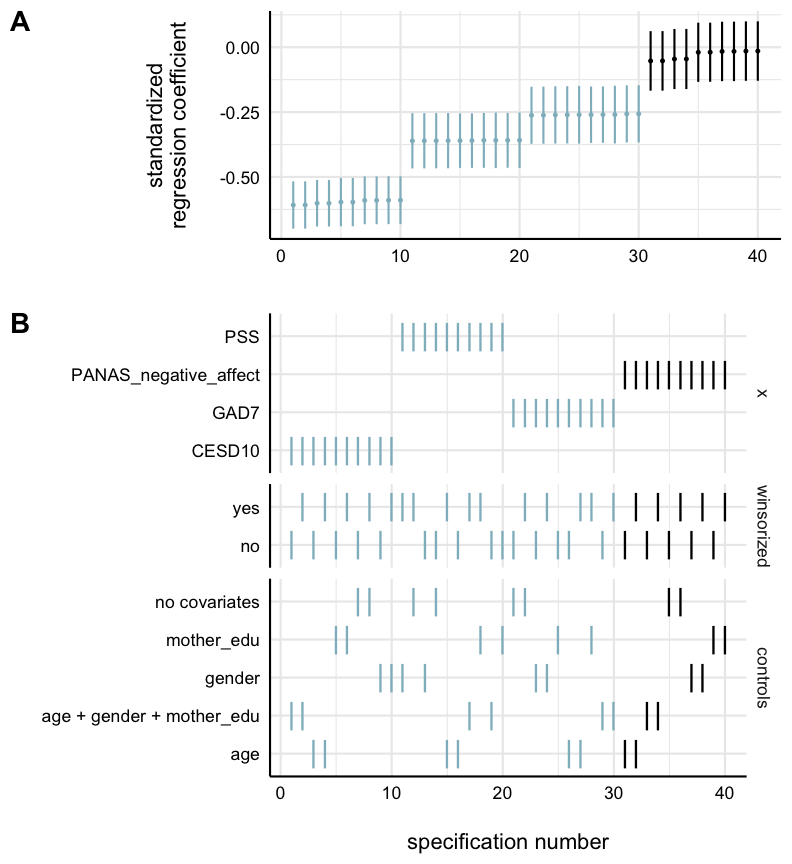 A
standardized
regression coefficient
0.00
-0.25
-0.50
0 10 20 30 40
B
PSS
PANAS_negative_affect
GAD7
CESD10
x
yes
no
winsorized
no covariates
mother_edu
gender
age + gender + mother_edu
age
controls
0 10 20 30 40
specification number